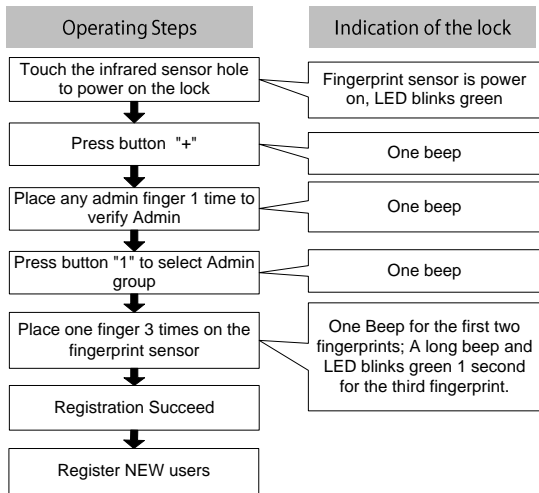 Operating Steps
Indication of the lock
Touch the infrared sensor hole
to power on the lock
Fingerprint sensor is power
on, LED blinks green
Press button "+"
One beep
Place any admin finger 1 time to
verify Admin
One beep
Press button "1" to select Admin
group
One beep
Place one finger 3 times on the
fingerprint sensor
One Beep for the first two
fingerprints; A long beep and
LED blinks green 1 second
for the third fingerprint.
Registration Succeed
Register NEW users